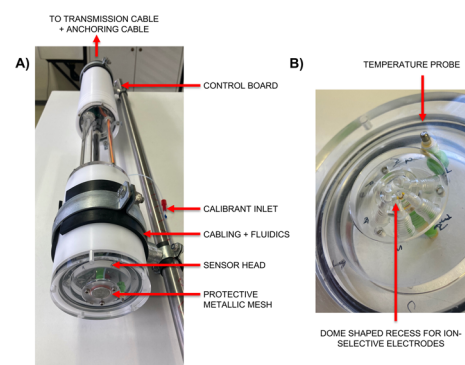 TO TRANSMISSION CABLE
+ ANCHORING CABLE
A)
CONTROL BOARD
CALIBRANT INLET
CABLING + FLUIDICS
SENSOR HEAD
PROTECTIVE
METALLIC MESH
B)
TEMPERATURE PROBE
DOME SHAPED RECESS FOR ION-
SELECTIVE ELECTRODES